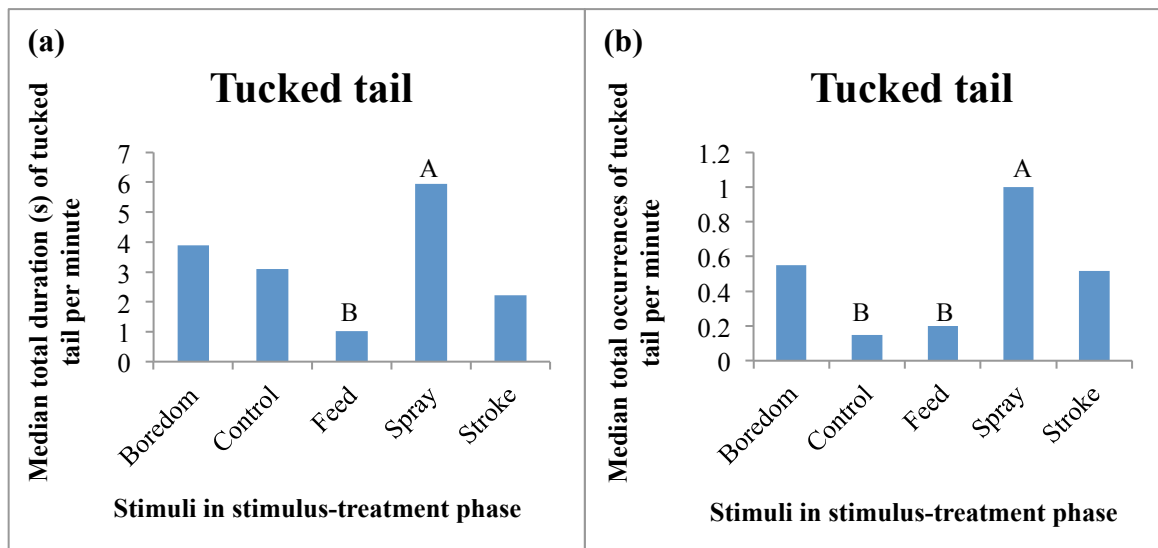 (a)
Tucked tail
Median total duration (s) of tucked
tail per minute
7
6
5
4
3
2
1
0
A
B
Boredom
Control
Feed
Spray
Stroke
Stimuli in stimulus-treatment phase
(b)
Tucked tail
Median total occurrences of tucked
tail per minute
1.2
1
0.8
0.6
0.4
0.2
0
A
B
B
Boredom
Control
Feed
Spray
Stroke
Stimuli in stimulus-treatment phase